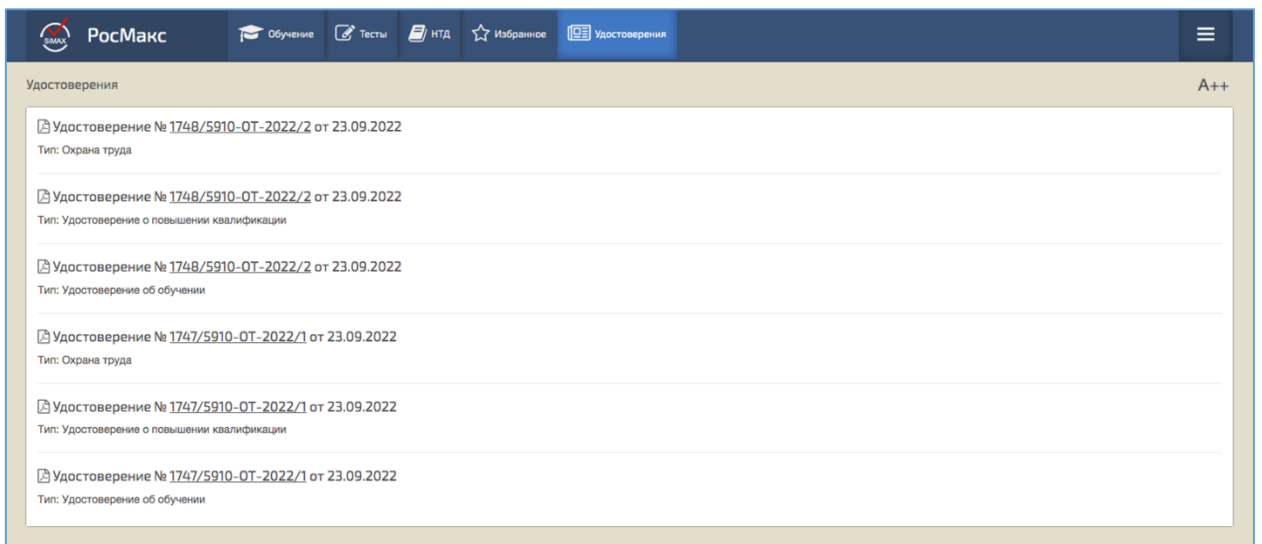 SIMAX РосМакс Обучение Тесты НТД Избранное Удостоверения
Удостоверения A++
Удостоверение № 1748/5910-ОТ-2022/2 от 23.09.2022
Тип: Охрана труда
Удостоверение № 1748/5910-ОТ-2022/2 от 23.09.2022
Тип: Удостоверение о повышении квалификации
Удостоверение № 1748/5910-ОТ-2022/2 от 23.09.2022
Тип: Удостоверение об обучении
Удостоверение № 1747/5910-ОТ-2022/1 от 23.09.2022
Тип: Охрана труда
Удостоверение № 1747/5910-ОТ-2022/1 от 23.09.2022
Тип: Удостоверение о повышении квалификации
Удостоверение № 1747/5910-ОТ-2022/1 от 23.09.2022
Тип: Удостоверение об обучении